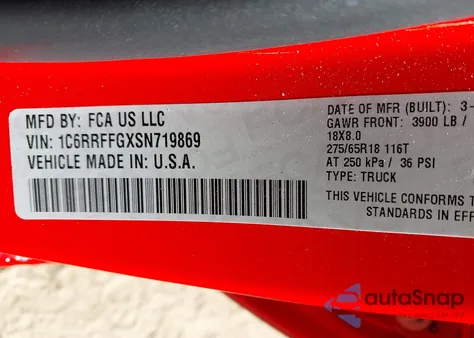 MFD BY: FCA US LLC
VIN: 1C6RRFFGXSN719869
VEHICLE MADE IN: U.S.A.
DATE OF MFR (BUILT): 3-
GAWR FRONT: 3900 LB /
18X8.0
275/65R18 116T
AT 250 kPa / 36 PSI
TYPE: TRUCK
THIS VEHICLE CONFORMS
STANDARDS IN EFF
autoSnap